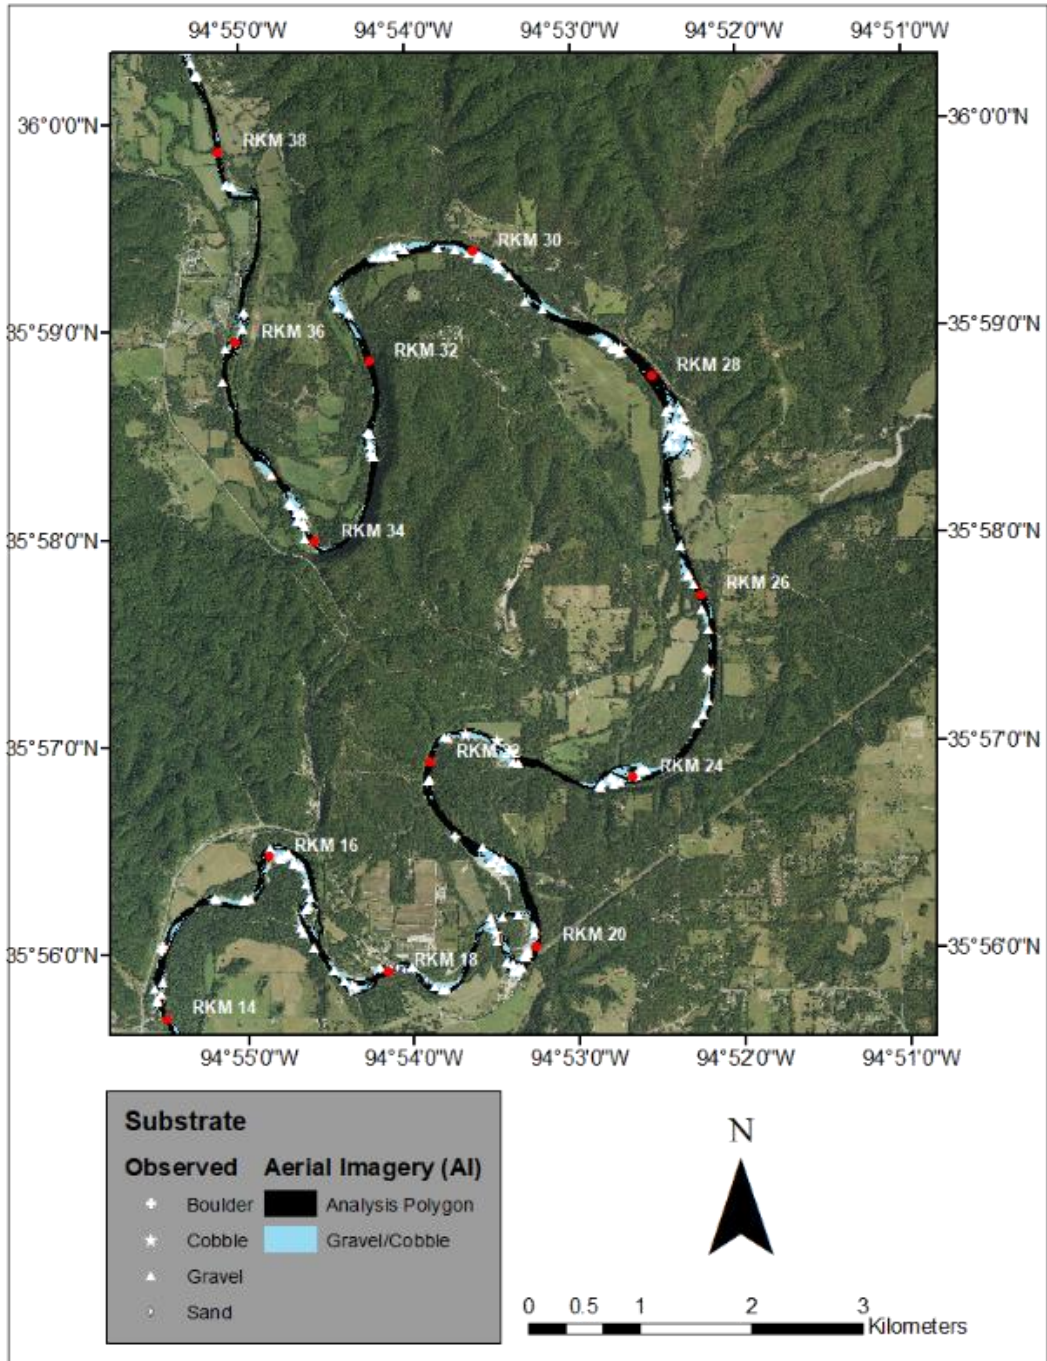 94°55'0"W 94°54'0"W 94°53'0"W 94°52'0"W 94°51'0"W
36°0'0"N 36°0'0"N
RKM 38
RKM 30
35°59'0"N RKM 36 35°59'0"N
RKM 32
RKM 28
35°58'0"N RKM 34 35°58'0"N
RKM 26
35°57'0"N RKM 22 35°57'0"N
RKM 24
RKM 16
35°56'0"N RKM 18 RKM 20 35°56'0"N
RKM 14
94°55'0"W 94°54'0"W 94°53'0"W 94°52'0"W 94°51'0"W
Substrate
Observed Aerial Imagery (AI)
Boulder Analysis Polygon
Cobble Gravel/Cobble
Gravel
Sand
N
0 0.5 1 2 3
Kilometers